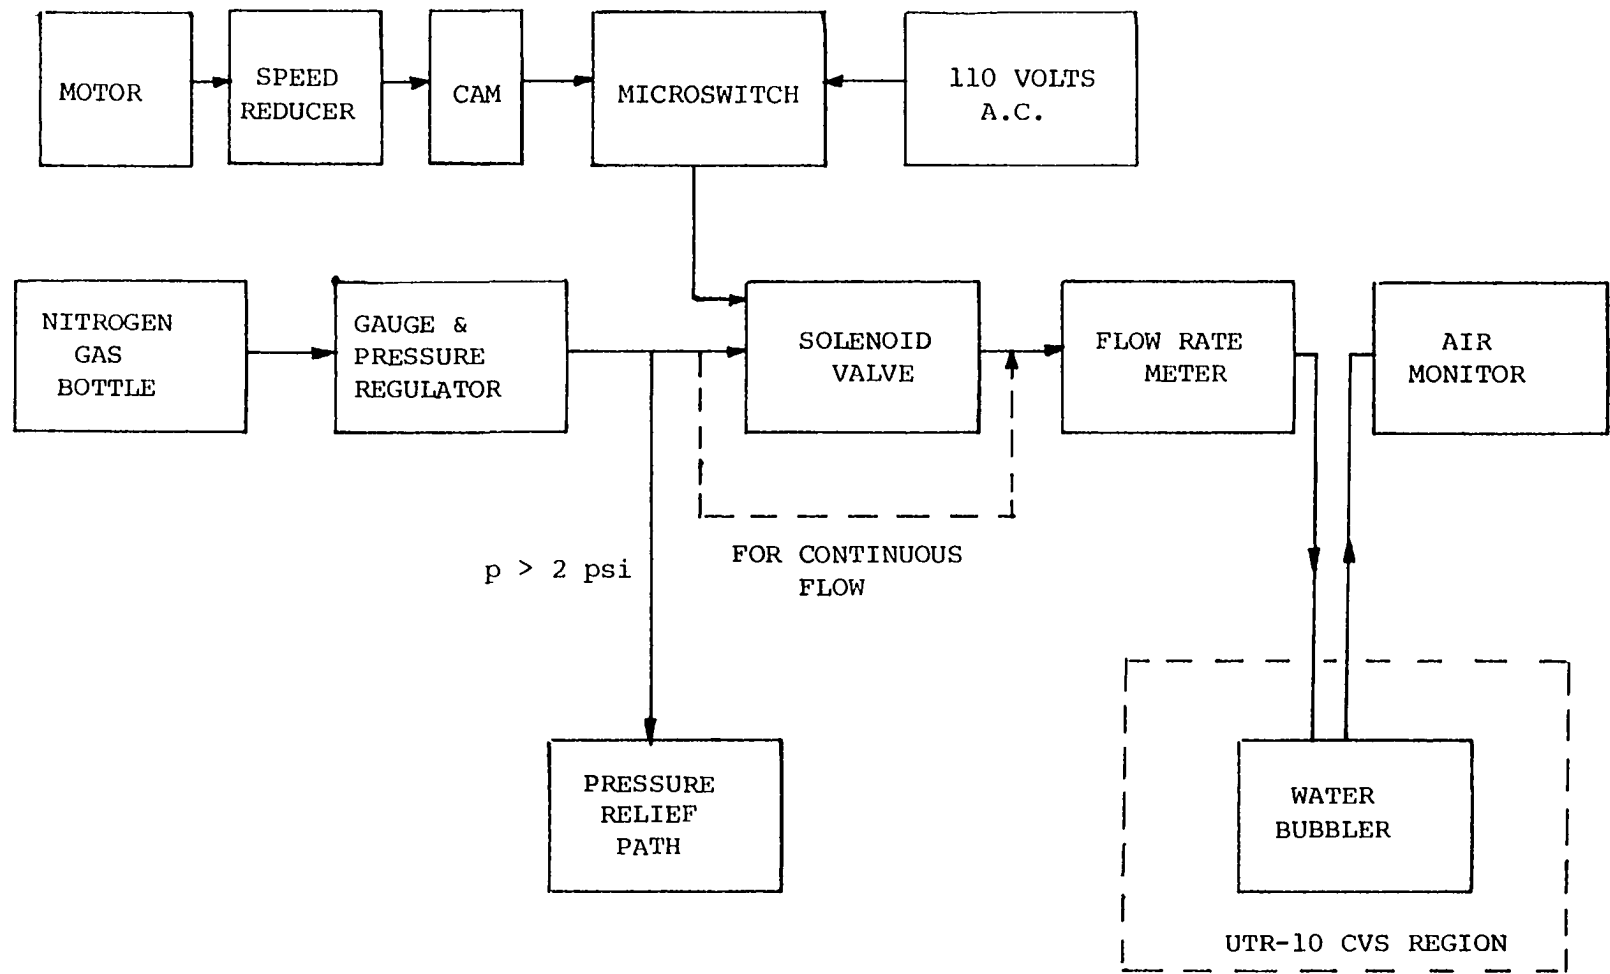 MOTOR
SPEED
REDUCER
CAM
MICROSWITCH
110 VOLTS
A.C.
NITROGEN
GAS
BOTTLE
GAUGE &
PRESSURE
REGULATOR
SOLENOID
VALVE
FLOW RATE
METER
AIR
MONITOR
FOR CONTINUOUS
FLOW
p > 2 psi
PRESSURE
RELIEF
PATH
WATER
BUBBLER
UTR-10 CVS REGION